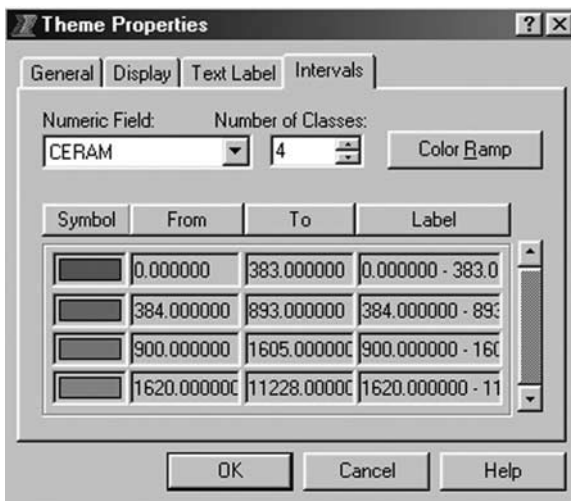 Theme Properties
General Display Text Label Intervals
Numeric Field: Number of Classes:
CERAM 4 Color Ramp
Symbol From To Label
0.000000 383.000000 0.000000 - 383.0
384.000000 893.000000 384.000000 - 893
900.000000 1605.000000 900.000000 - 160
1620.000000 11228.00000 1620.000000 - 11
OK Cancel Help